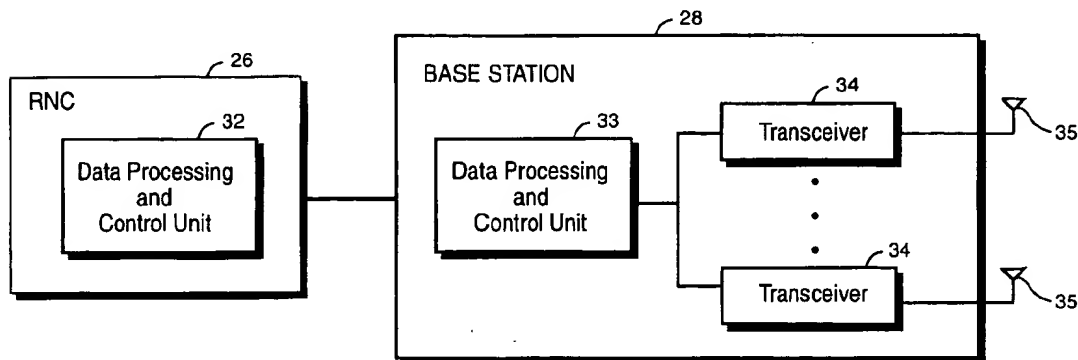 28
26
RNC
BASE STATION
32
Data Processing
and
Control Unit
33
Data Processing
and
Control Unit
34
Transceiver
35
34
Transceiver
35